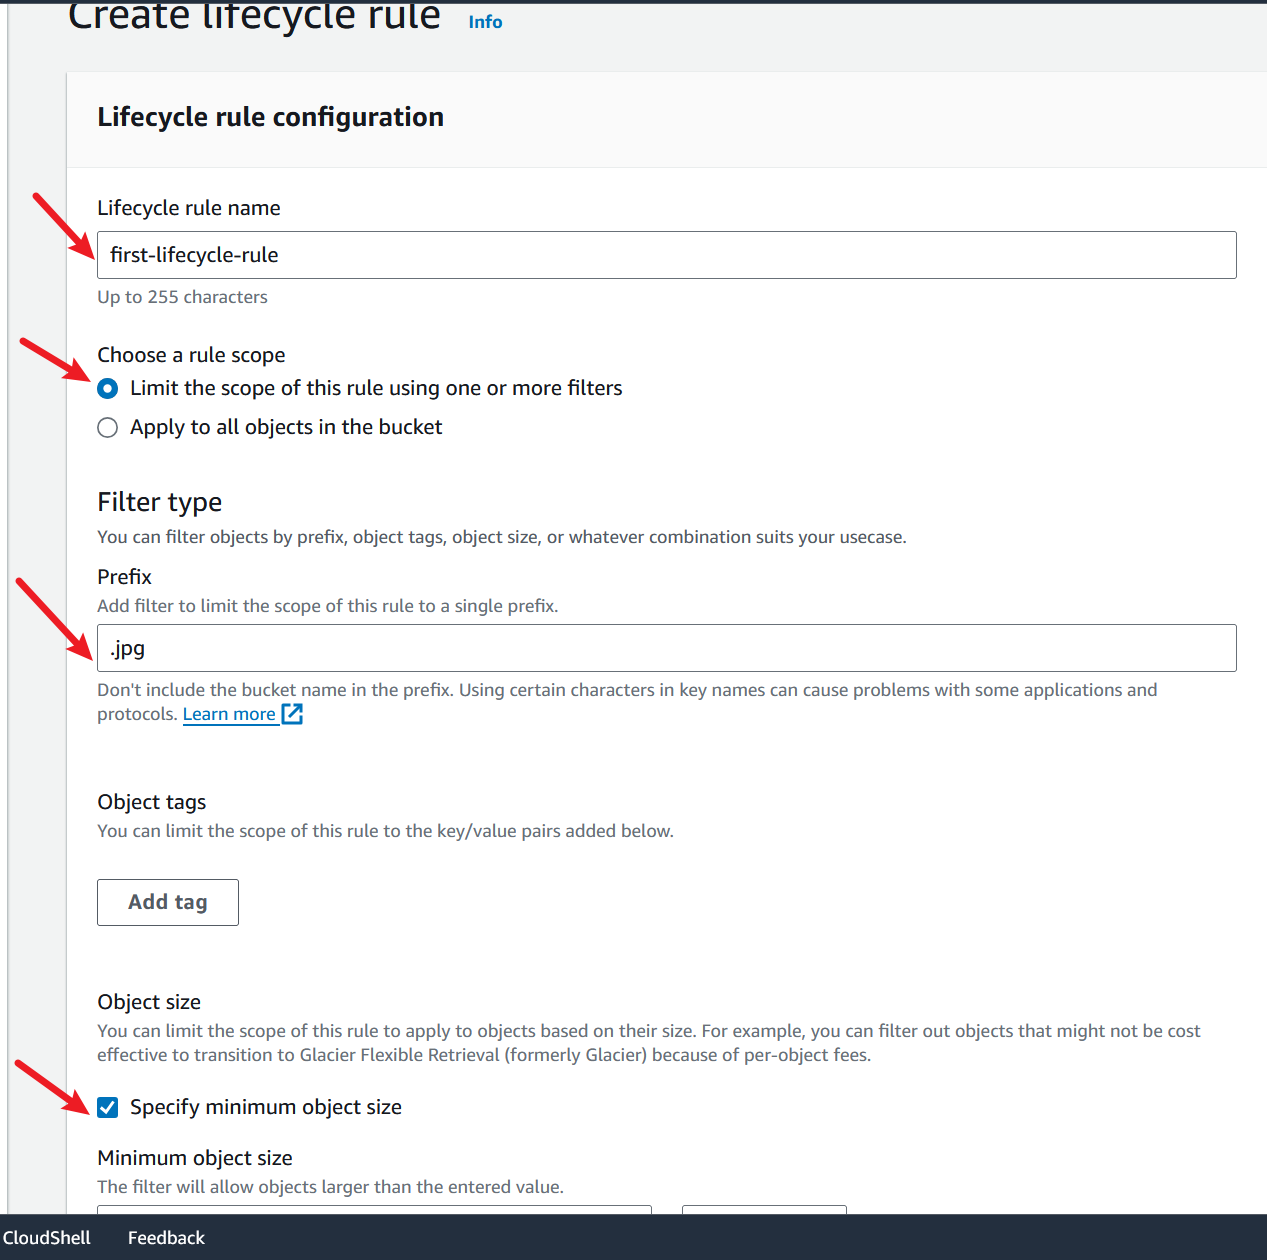 Create lifecycle rule Info
Lifecycle rule configuration
Lifecycle rule name
first-lifecycle-rule
Up to 255 characters
Choose a rule scope
Limit the scope of this rule using one or more filters
Apply to all objects in the bucket
Filter type
You can filter objects by prefix, object tags, object size, or whatever combination suits your usecase.
Prefix
Add filter to limit the scope of this rule to a single prefix.
.jpg
Don't include the bucket name in the prefix. Using certain characters in key names can cause problems with some applications and
protocols. Learn more
Object tags
You can limit the scope of this rule to the key/value pairs added below.
Add tag
Object size
You can limit the scope of this rule to apply to objects based on their size. For example, you can filter out objects that might not be cost
effective to transition to Glacier Flexible Retrieval (formerly Glacier) because of per-object fees.
Specify minimum object size
Minimum object size
The filter will allow objects larger than the entered value.
CloudShell Feedback